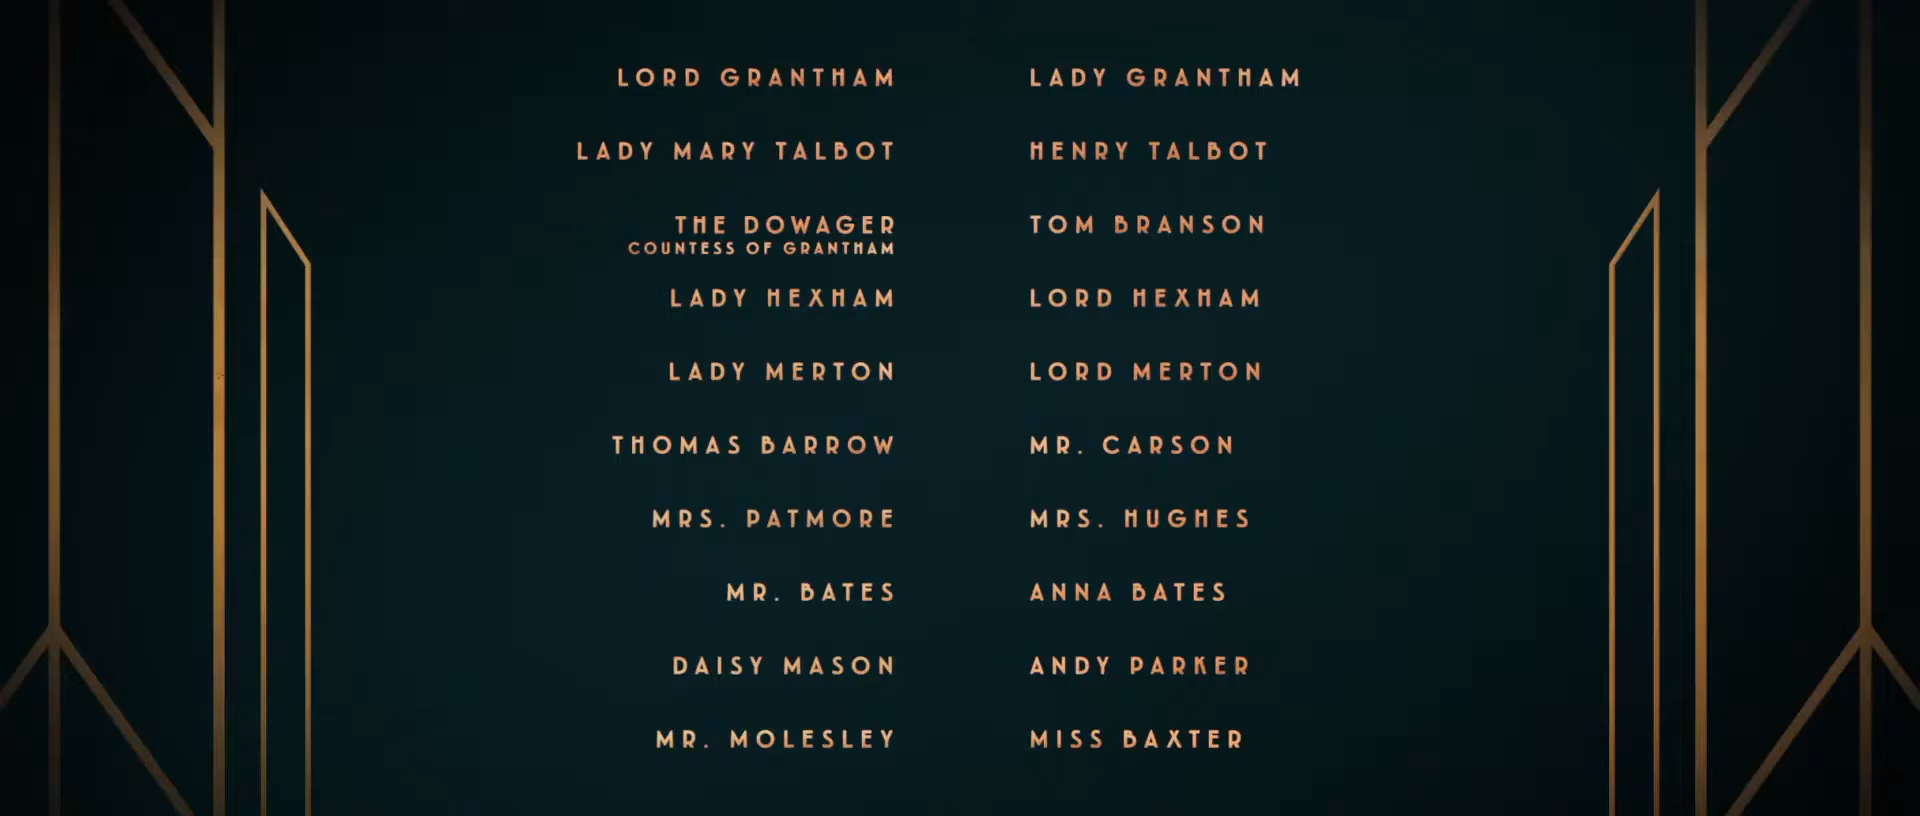 LORD GRANTHAM LADY GRANTHAM
LADY MARY TALBOT HENRY TALBOT
THE DOWAGER TOM BRANSON
COUNTESS OF GRANTHAM
LADY HEXHAM LORD HEXHAM
LADY MERTON LORD MERTON
THOMAS BARROW MR. CARSON
MRS. PATMORE MRS. HUGHES
MR. BATES ANNA BATES
DAISY MASON ANDY PARKER
MR. MOLESLEY MISS BAXTER